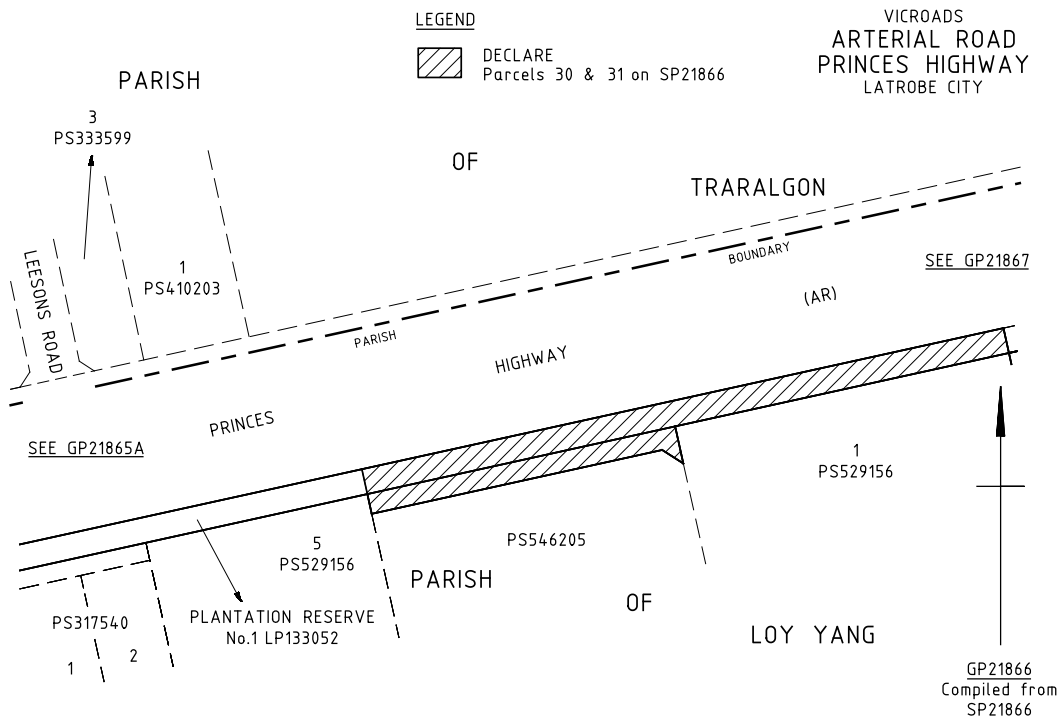 LEGEND
DECLARE
Parcels 30 & 31 on SP21866
VICROADS
ARTERIAL ROAD
PRINCES HIGHWAY
LATROBE CITY
PARISH
OF
TRARALGON
3
PS333599
1
PS410203
LEESONS ROAD
PARISH
BOUNDARY
SEE GP21867
(AR)
HIGHWAY
PRINCES
SEE GP21865A
1
PS529156
5
PS529156
PS546205
PARISH
OF
LOY YANG
PLANTATION RESERVE
No.1 LP133052
PS317540
1
2
GP21866
Compiled from
SP21866